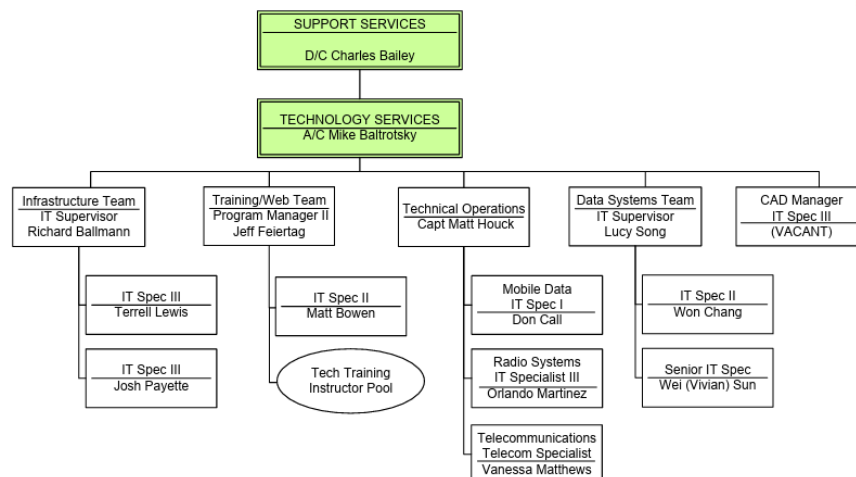 SUPPORT SERVICES
D/C Charles Bailey
TECHNOLOGY SERVICES
A/C Mike Baltrotsky
Infrastructure Team
IT Supervisor
Richard Ballmann
Training/Web Team
Program Manager II
Jeff Feiertag
Technical Operations
Capt Matt Houck
Data Systems Team
IT Supervisor
Lucy Song
CAD Manager
IT Spec III
(VACANT)
IT Spec III
Terrell Lewis
IT Spec II
Matt Bowen
Mobile Data
IT Spec I
Don Call
IT Spec II
Won Chang
IT Spec III
Josh Payette
Tech Training
Instructor Pool
Radio Systems
IT Specialist III
Orlando Martinez
Senior IT Spec
Wei (Vivian) Sun
Telecommunications
Telecom Specialist
Vanessa Matthews